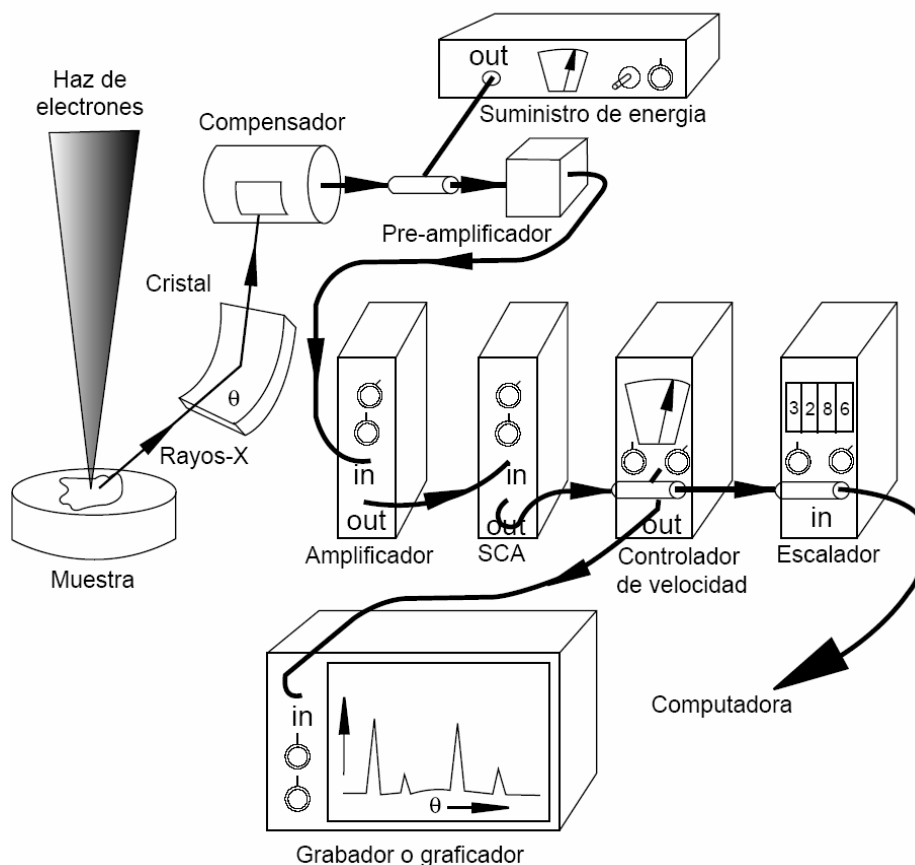 out
Suministro de energia
Haz de
electrones
Compensador
Pre-amplificador
Cristal
θ
Rayos-X
Muestra
in
out
Amplificador
in
out
SCA
out
Controlador
de velocidad
3 2 8 6
in
Escalador
Computadora
in
θ
Grabador o graficador